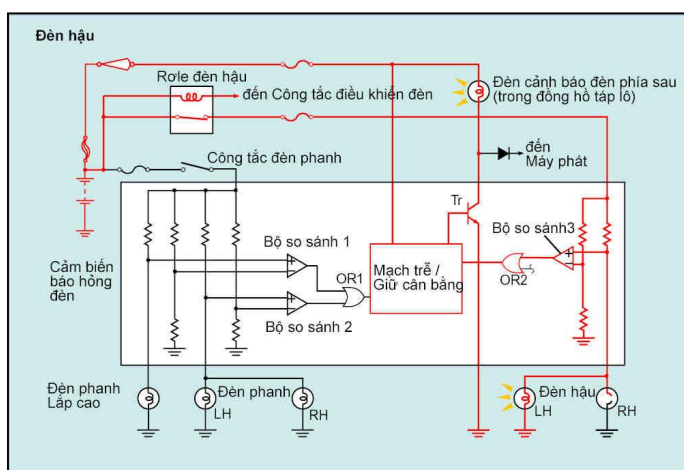 Đèn hậu
Rơle đèn hậu
đến Công tắc điều khiển đèn
Đèn cảnh báo đèn phía sau
(trong đồng hồ táp lô)
Công tắc đèn phanh
đến
Máy phát
Tr
Bộ so sánh 1
Bộ so sánh3
Cảm biến
báo hỏng
đèn
OR1
Mạch trễ /
Giữ cân bằng
OR2
Bộ so sánh 2
Đèn phanh
Lắp cao
Đèn phanh
LH
RH
Đèn hậu
LH
RH